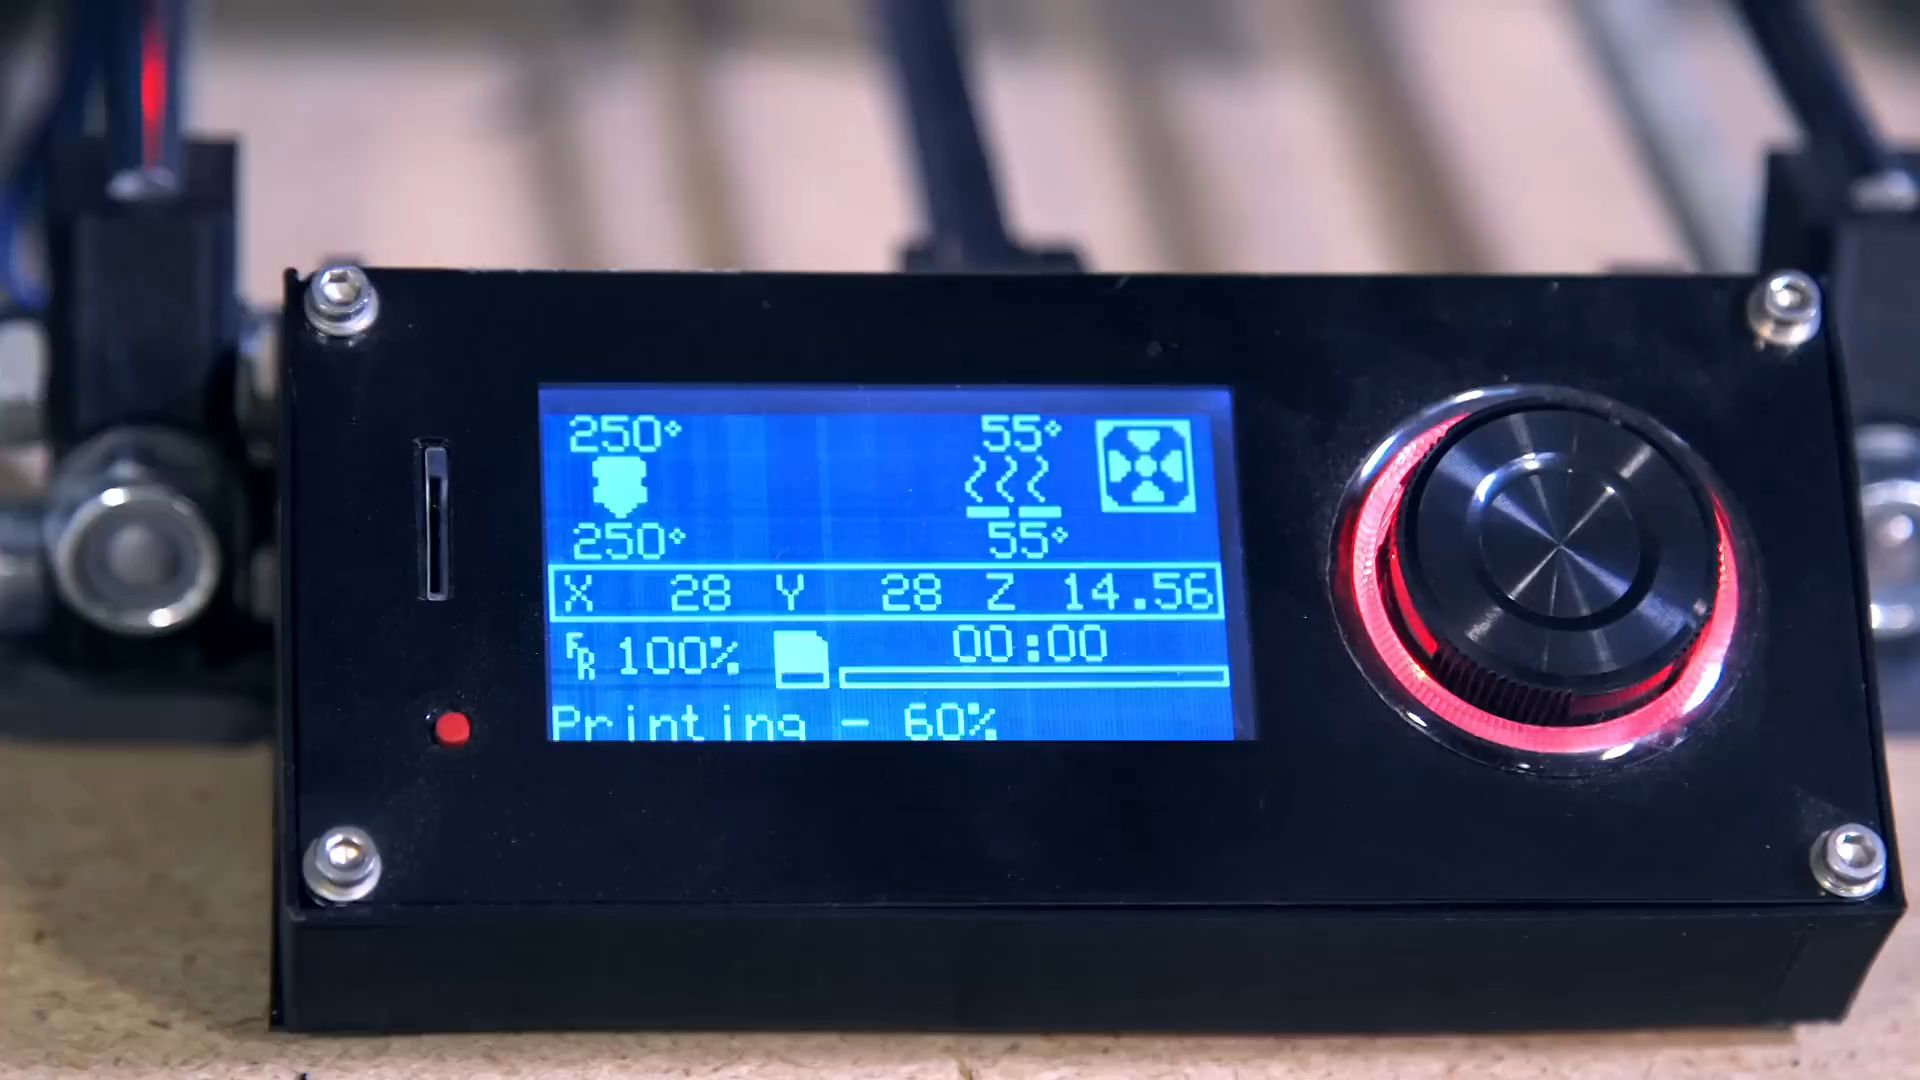 250° 55°
250° 55°
X 28 Y 28 Z 14.56
FR 100% 00:00
Printing - 60%